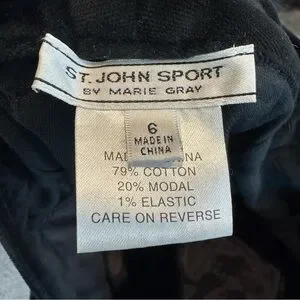 ST. JOHN SPORT
BY MARIE GRAY
6
MADE IN
CHINA
79% COTTON
20% MODAL
1% ELASTIC
CARE ON REVERSE